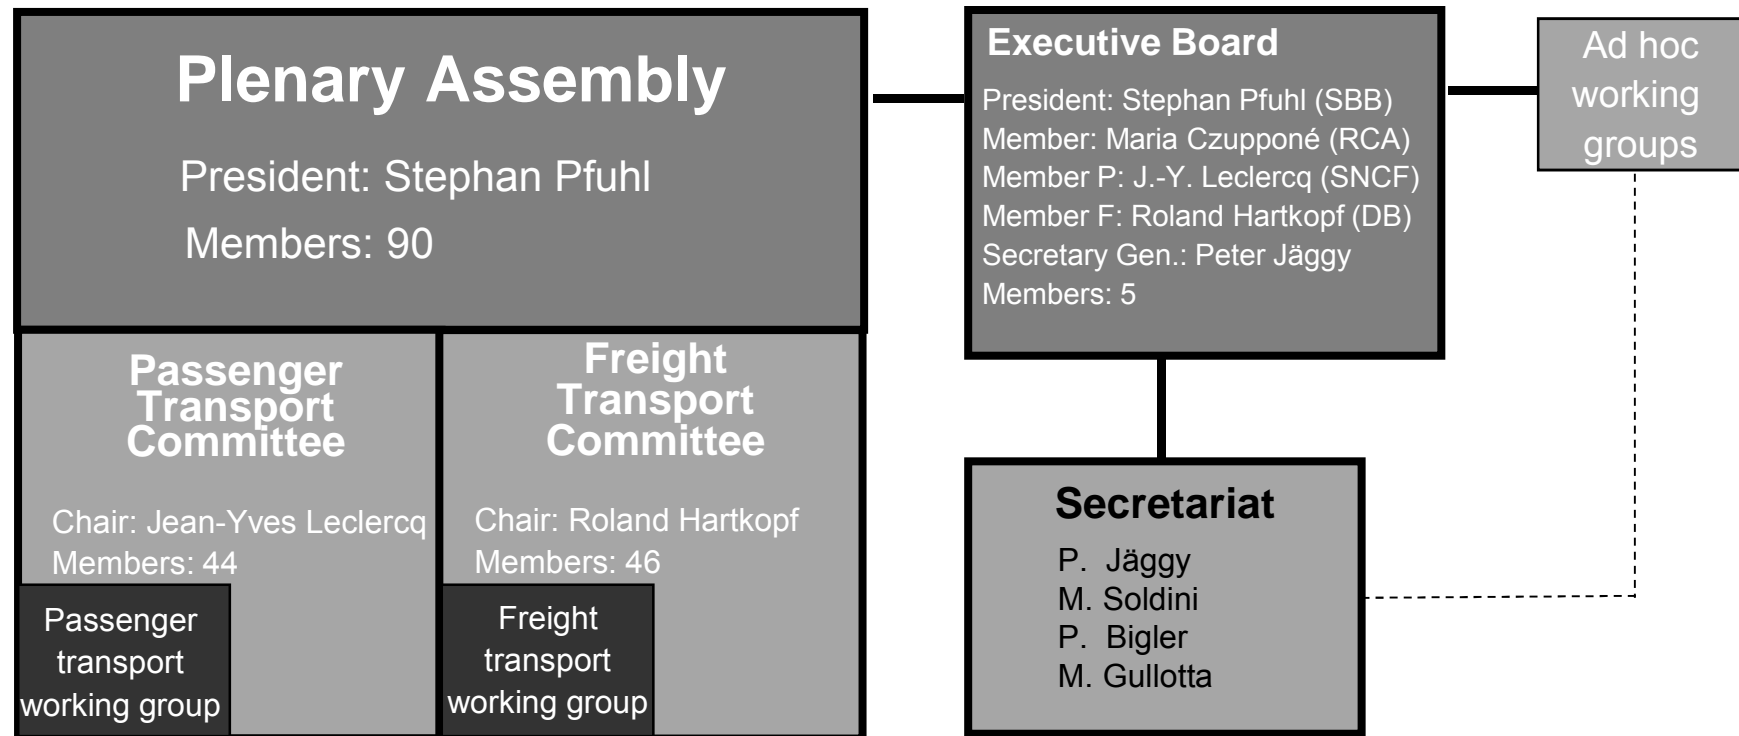 Plenary Assembly
President: Stephan Pfuhl
Members: 90
Passenger
Transport
Committee
Chair: Jean-Yves Leclercq
Members: 44
Passenger
transport
working group
Freight
Transport
Committee
Chair: Roland Hartkopf
Members: 46
Freight
transport
working group
Executive Board
President: Stephan Pfuhl (SBB)
Member: Maria Czupponé (RCA)
Member P: J.-Y. Leclercq (SNCF)
Member F: Roland Hartkopf (DB)
Secretary Gen.: Peter Jäggy
Members: 5
Ad hoc
working
groups
Secretariat
P. Jäggy
M. Soldini
P. Bigler
M. Gullotta